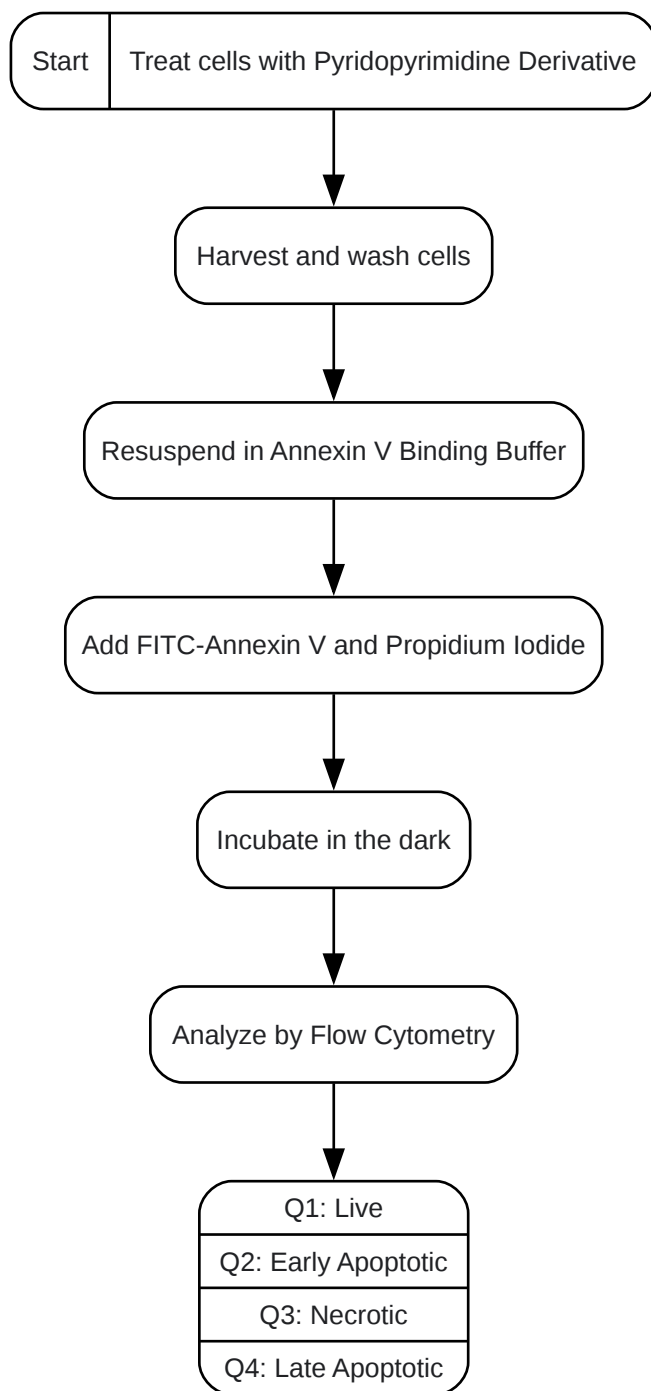 Start
Treat cells with Pyridopyrimidine Derivative
Harvest and wash cells
Resuspend in Annexin V Binding Buffer
Add FITC-Annexin V and Propidium Iodide
Incubate in the dark
Analyze by Flow Cytometry
Q1: Live
Q2: Early Apoptotic
Q3: Necrotic
Q4: Late Apoptotic